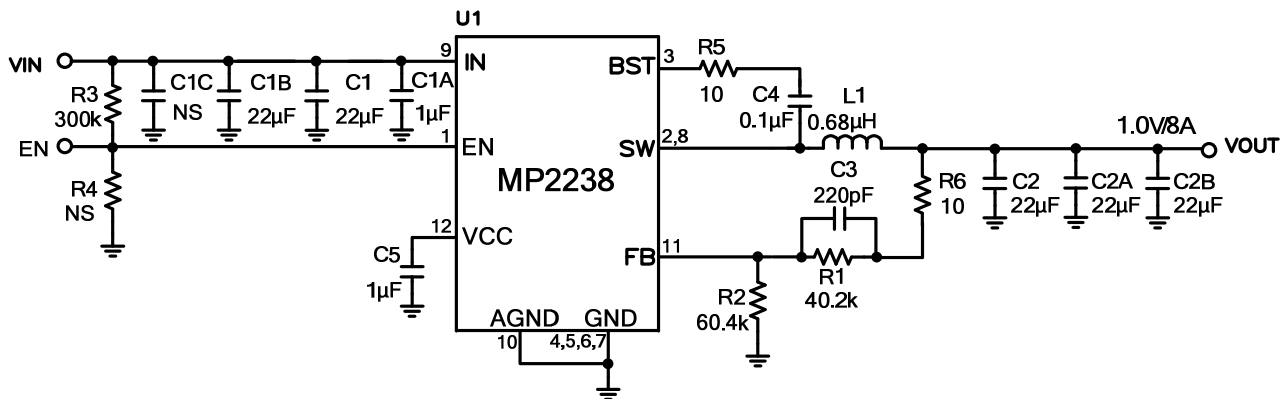 U1
VIN
R3
300k
C1C
NS
C1B
22μF
C1
22μF
C1A
1μF
9
IN
EN
1
EN
R4
NS
12
VCC
C5
1μF
MP2238
AGND
10
GND
4,5,6,7
BST
3
R5
10
C4
0.1μF
SW
2,8
L1
0.68μH
C3
220pF
FB
11
R1
40.2k
R2
60.4k
R6
10
C2
22μF
C2A
22μF
C2B
22μF
1.0V/8A
VOUT